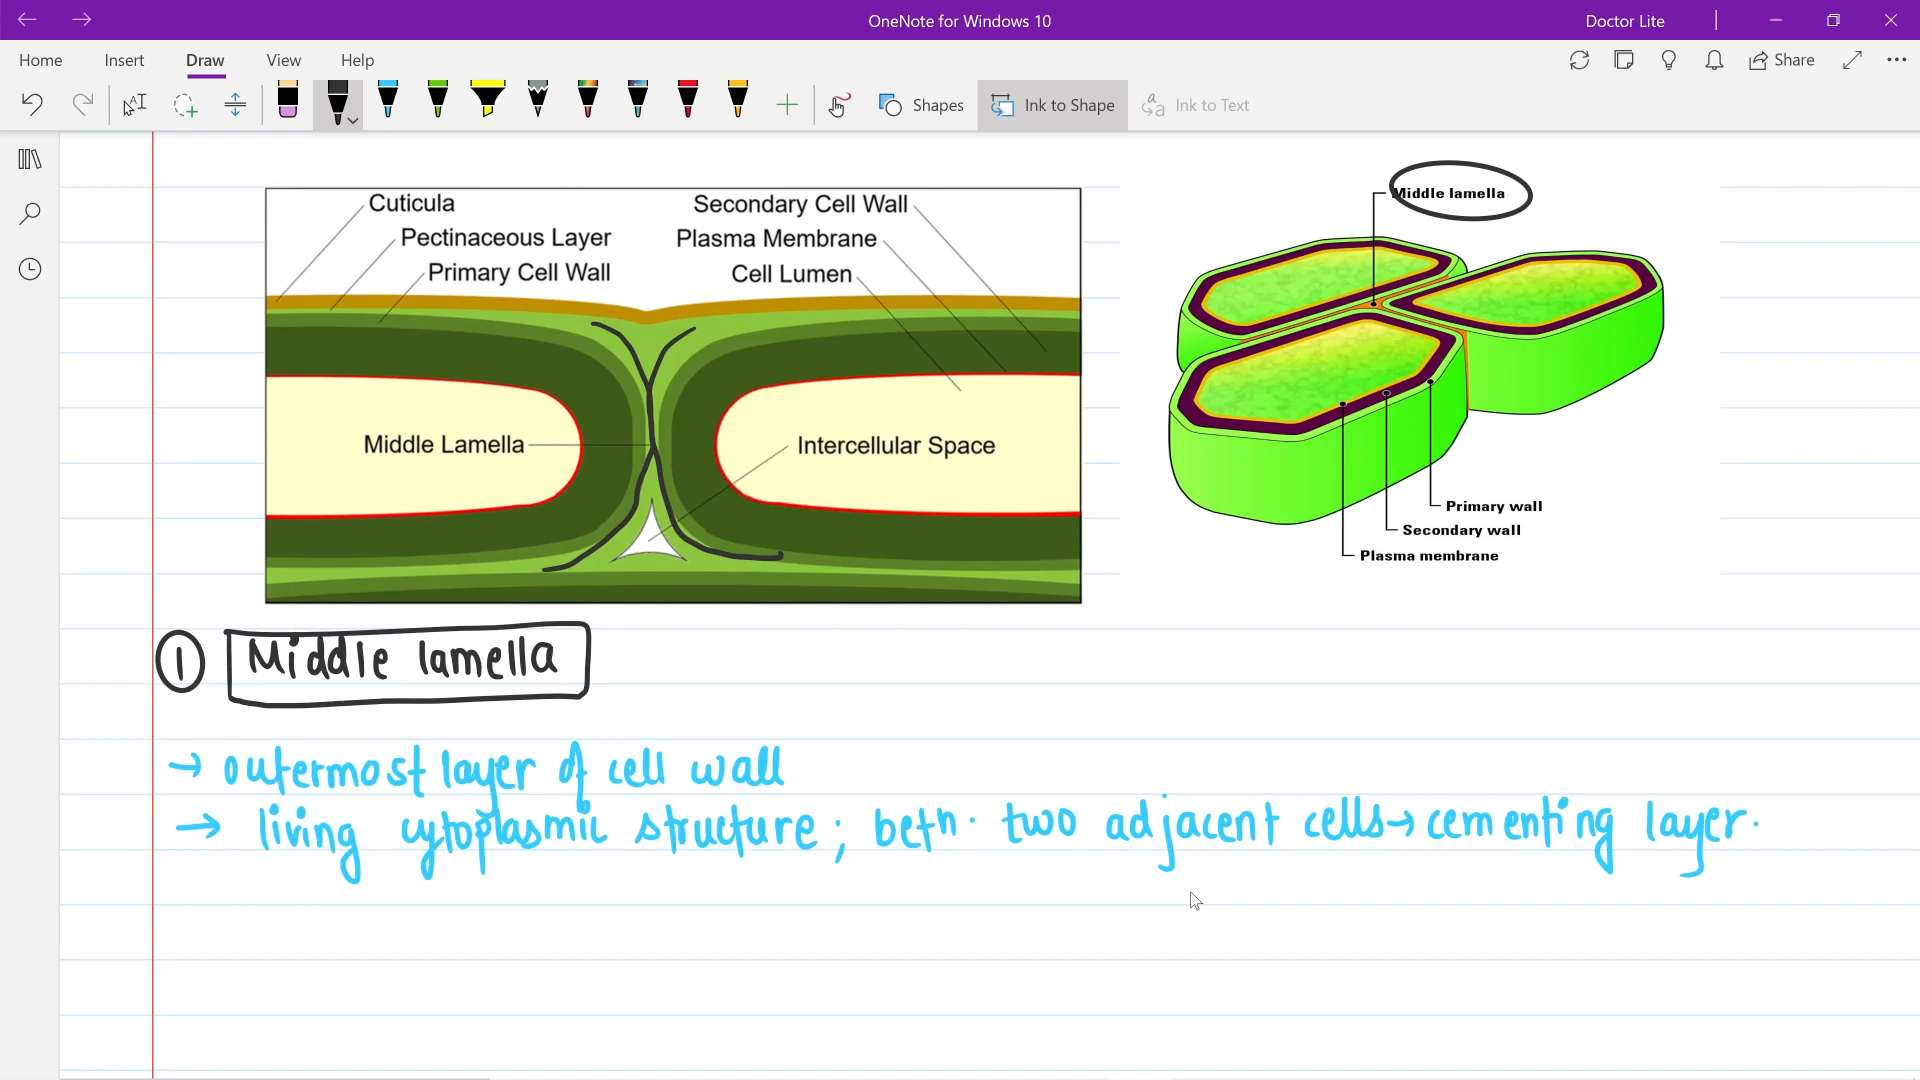 OneNote for Windows 10
Doctor Lite
Home Insert Draw View Help
Share
Shapes
Ink to Shape
Ink to Text
Cuticula
Pectinaceous Layer
Primary Cell Wall
Secondary Cell Wall
Plasma Membrane
Cell Lumen
Middle Lamella
Intercellular Space
Middle lamella
Primary wall
Secondary wall
Plasma membrane
1 Middle lamella
→ outermost layer of cell wall
→ living cytoplasmic structure ; betn. two adjacent cells → cementing layer.